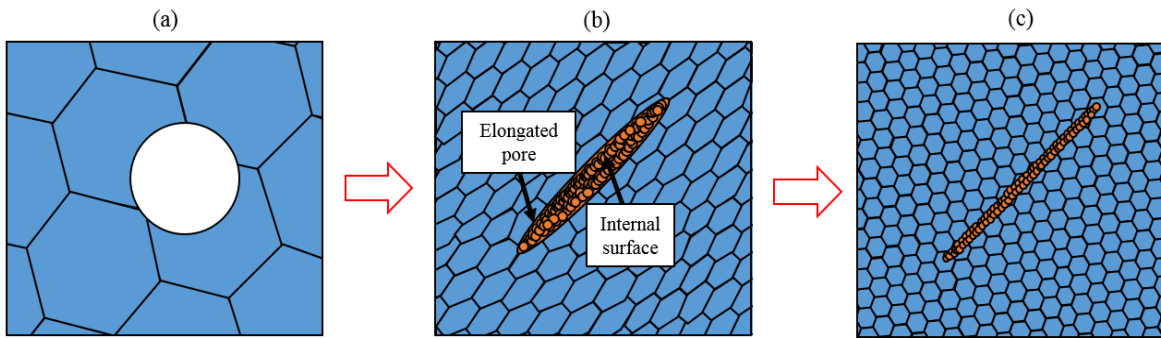 (a)
(b)
(c)
Elongated
pore
Internal
surface